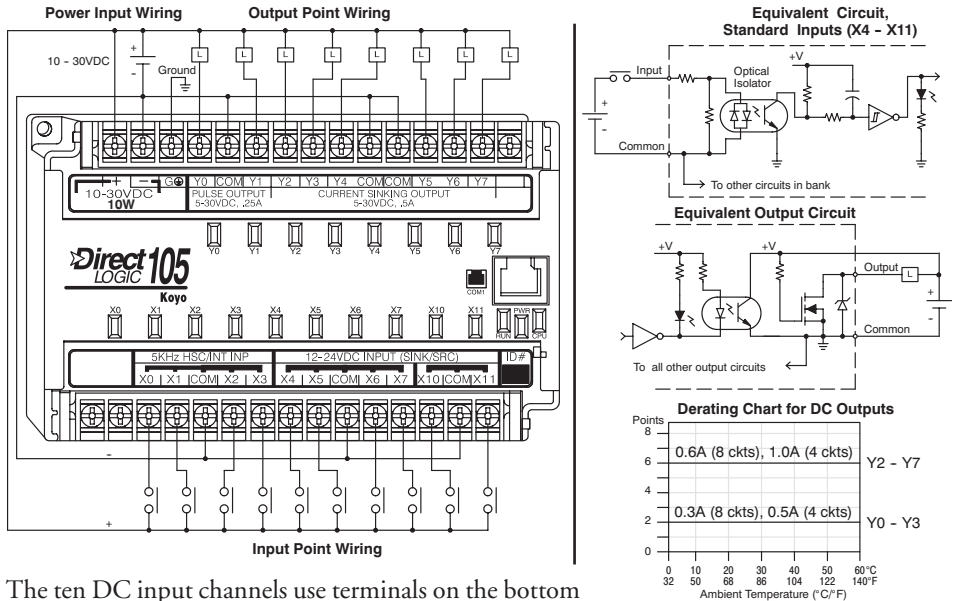 Power Input Wiring
Output Point Wiring
10 - 30VDC
+
-
Ground
L L L L L L L L
+ - G
10-30VDC
10W
Y0 COM Y1 Y2 Y3 Y4 COM COM Y5 Y6 Y7
PULSE OUTPUT
5-30VDC, .25A
CURRENT SINKING OUTPUT
5-30VDC, .5A
Y0 Y1 Y2 Y3 Y4 Y5 Y6 Y7
Direct
LOGIC
105
Koyo
COM1
X0 X1 X2 X3 X4 X5 X6 X7 X10 X11
RUN PWR CPU
5KHz HSC/INT INP
12-24VDC INPUT (SINK/SRC)
ID#
X0 X1 COM X2 X3 X4 X5 COM X6 X7 X10 COM X11
-
+
Input Point Wiring
The ten DC input channels use terminals on the bottom
Equivalent Circuit,
Standard Inputs (X4 - X11)
+V
Input
Optical
Isolator
+
-
Common
To other circuits in bank
Equivalent Output Circuit
+V
+V
Output
L
+
-
Common
To all other output circuits
Derating Chart for DC Outputs
Points
8
0.6A (8 ckts), 1.0A (4 ckts)
6
Y2 - Y7
4
0.3A (8 ckts), 0.5A (4 ckts)
2
Y0 - Y3
0
0 10 20 30 40 50 60°C
32 50 68 86 104 122 140°F
Ambient Temperature (°C/°F)